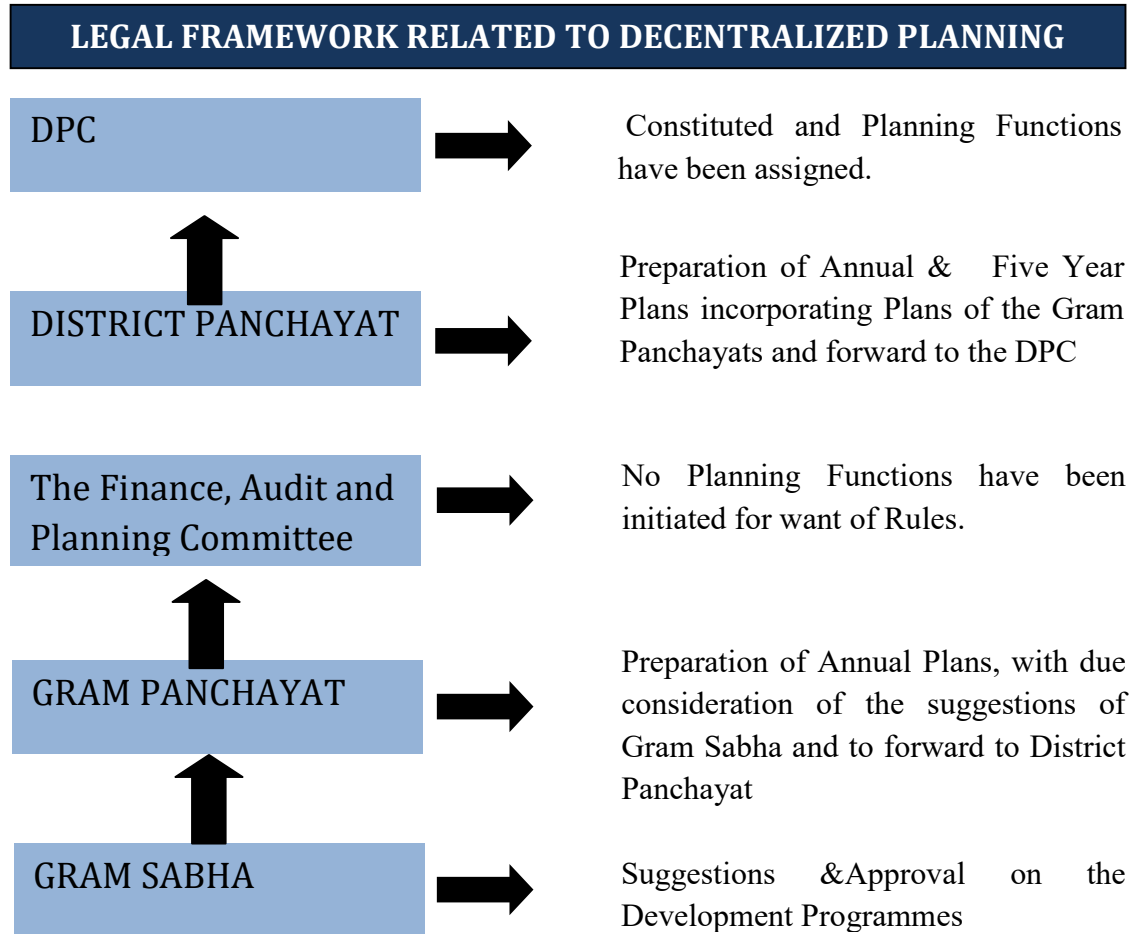 LEGAL FRAMEWORK RELATED TO DECENTRALIZED PLANNING
DPC
Constituted and Planning Functions
have been assigned.
DISTRICT PANCHAYAT
Preparation of Annual & Five Year
Plans incorporating Plans of the Gram
Panchayats and forward to the DPC
The Finance, Audit and
Planning Committee
No Planning Functions have been
initiated for want of Rules.
GRAM PANCHAYAT
Preparation of Annual Plans, with due
consideration of the suggestions of
Gram Sabha and to forward to District
Panchayat
GRAM SABHA
Suggestions &Approval on the
Development Programmes